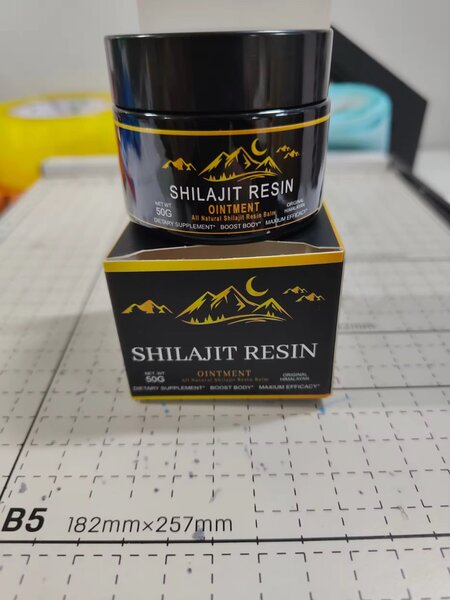 SHILAJIT RESIN
OINTMENT
All Natural Shilajit Resin Balm
NET WT
50G
ORIGINAL
HIMALAYAN
DIETARY SUPPLEMENT* BOOST BODY* MAXIUM EFFICACY*
SHILAJIT RESIN
OINTMENT
All Natural Shilajit Resin Balm
NET .WT
50G
ORIGINAL
HIMALAYAN
DIETARY SUPPLEMENT* BOOST BODY* MAXIUM EFFICACY*
B5 182mm×257mm